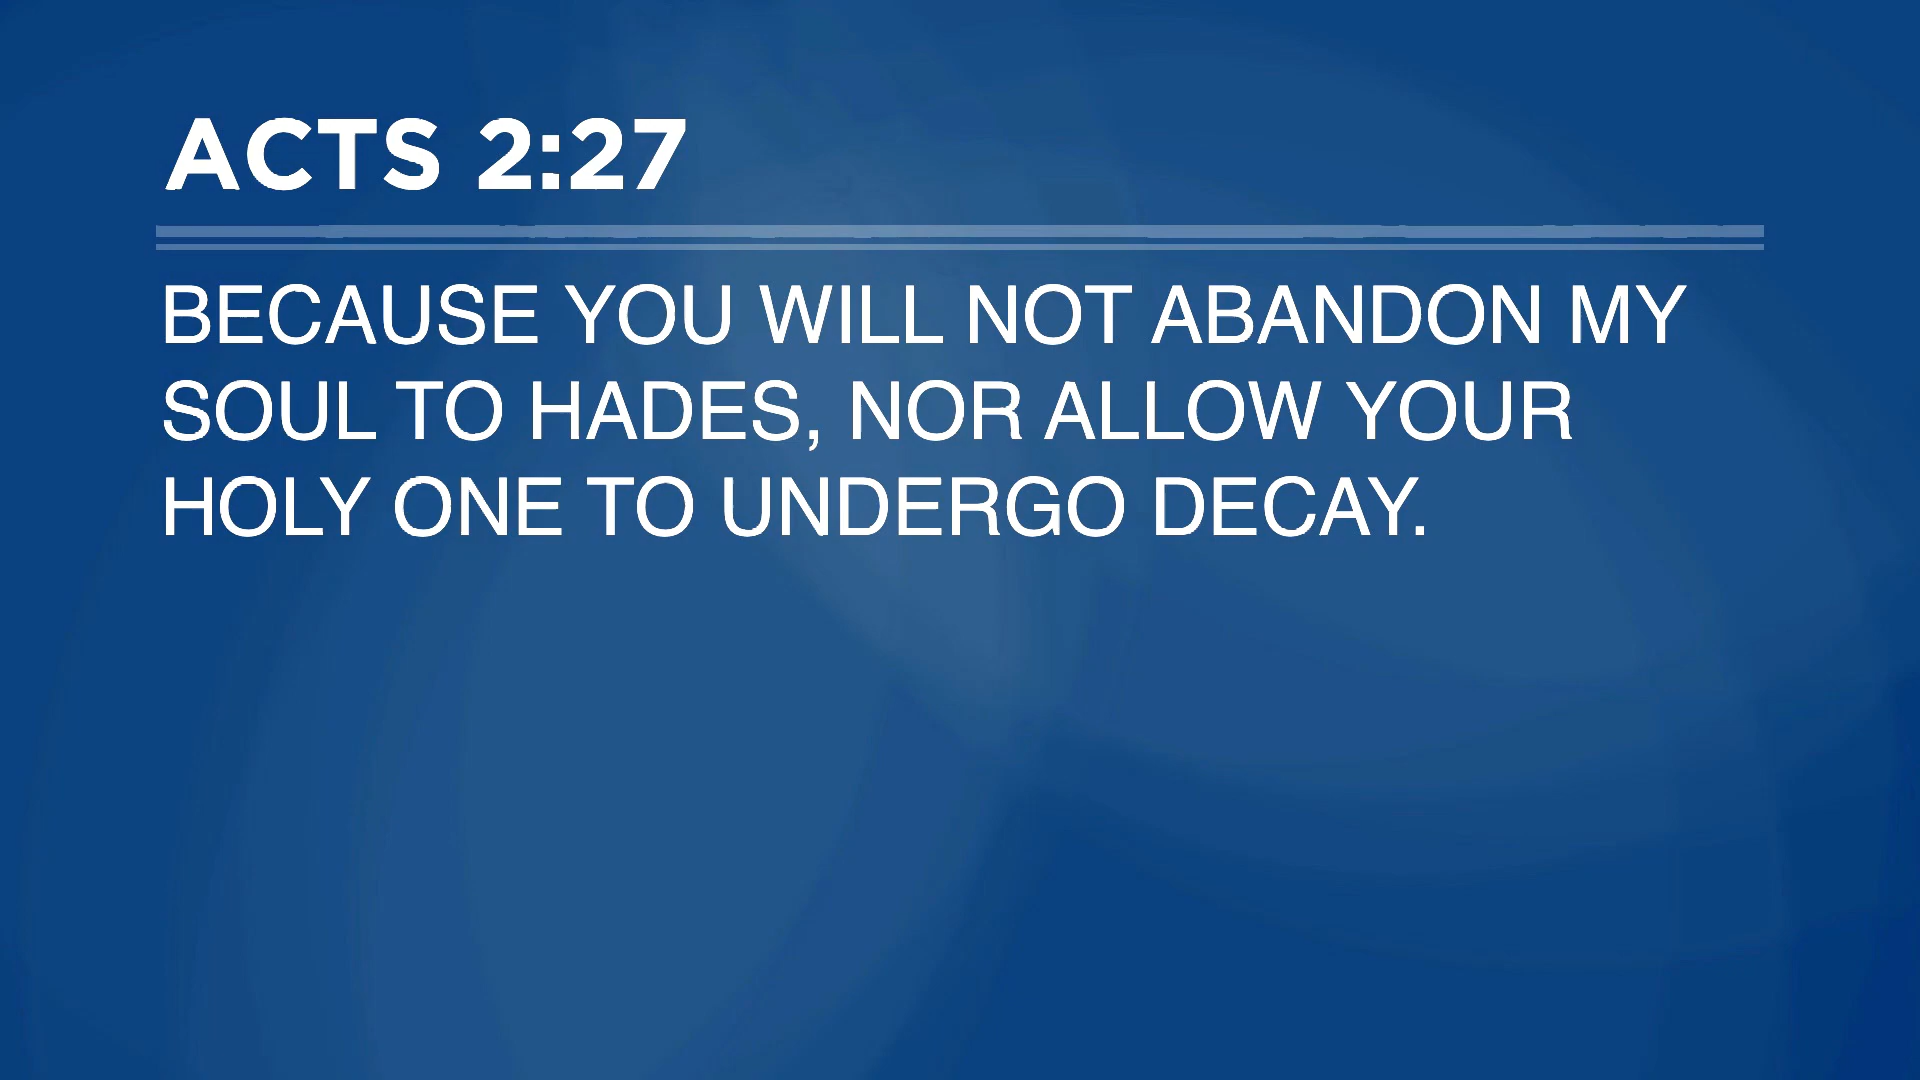 ACTS 2:27
BECAUSE YOU WILL NOT ABANDON MY
SOUL TO HADES, NOR ALLOW YOUR
HOLY ONE TO UNDERGO DECAY.